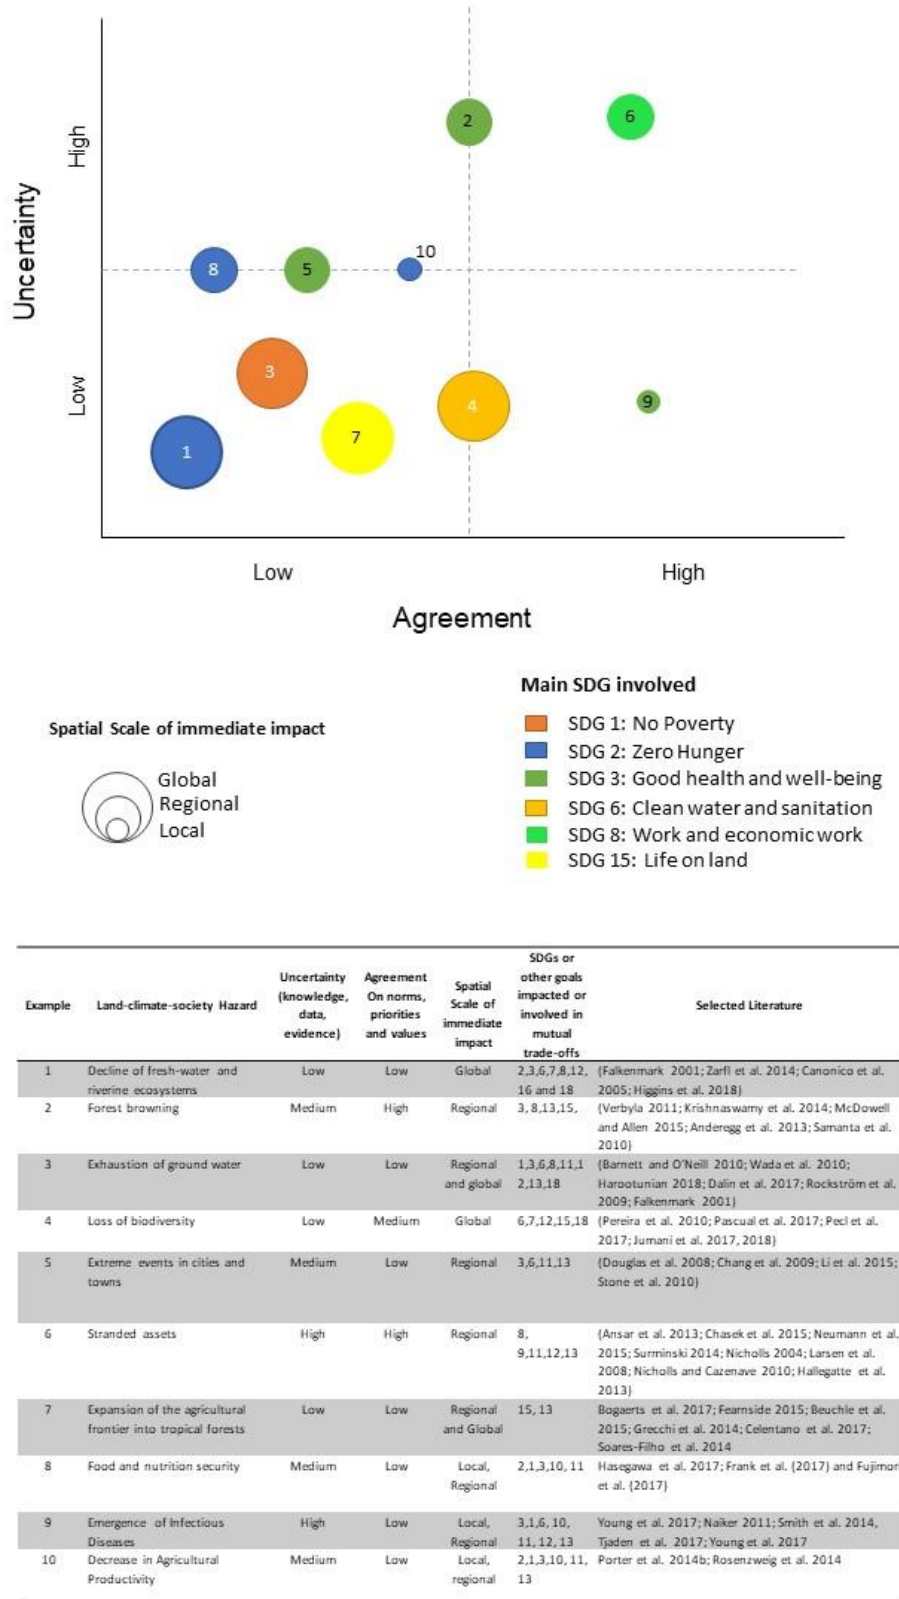 Uncertainty
High
Low
2
6
10
8
5
3
4
9
7
1
Low
High
Agreement
Main SDG involved
SDG 1: No Poverty
SDG 2: Zero Hunger
SDG 3: Good health and well-being
SDG 6: Clean water and sanitation
SDG 8: Work and economic work
SDG 15: Life on land
Spatial Scale of immediate impact
Global
Regional
Local
Example
Land-climate-society Hazard
Uncertainty
(knowledge,
data,
evidence)
Agreement
On norms,
priorities
and values
Spatial
Scale of
immediate
impact
SDGs or
other goals
impacted or
involved in
mutual
trade-offs
Selected Literature
1 Decline of fresh-water and Low Low Global 2,3,6,7,8,12, (Falkenmark 2001; Zarfl et al. 2014; Canonico et al.
riverine ecosystems 16 and 18 2005; Higgins et al. 2018)
2 Forest browning Medium High Regional 3, 8,13,15, (Verbyla 2011; Krishnaswamy et al. 2014; McDowell
and Allen 2015; Anderegg et al. 2013; Samanta et al.
2010)
3 Exhaustion of ground water Low Low Regional 1,3,6,8,11,1 (Barnett and O'Neill 2010; Wada et al. 2010;
and global 2,13,18 Harootunian 2018; Dalin et al. 2017; Rockström et al.
2009; Falkenmark 2001)
4 Loss of biodiversity Low Medium Global 6,7,12,15,18 (Pereira et al. 2010; Pascual et al. 2017; Pecl et al.
2017; Jumani et al. 2017, 2018)
5 Extreme events in cities and Medium Low Regional 3,6,11,13 (Douglas et al. 2008; Chang et al. 2009; Li et al. 2015;
towns Stone et al. 2010)
6 Stranded assets High High Regional 8, (Ansar et al. 2013; Chasek et al. 2015; Neumann et al.
9,11,12,13 2015; Surminski 2014; Nicholls 2004; Larsen et al.
2008; Nicholls and Cazenave 2010; Hallegatte et al.
2013)
7 Expansion of the agricultural Low Low Regional 15, 13 Bogaerts et al. 2017; Fearnside 2015; Beuchle et al.
frontier into tropical forests and Global 2015; Grecchi et al. 2014; Celentano et al. 2017;
Soares-Filho et al. 2014
8 Food and nutrition security Medium Low Local, 2,1,3,10, 11 Hasegawa et al. 2017; Frank et al. (2017) and Fujimori
Regional et al. (2017)
9 Emergence of Infectious High Low Local, 3,1,6, 10, Young et al. 2017; Naiker 2011; Smith et al. 2014,
Diseases Regional 11, 12, 13 Tjaden et al. 2017; Young et al. 2017
10 Decrease in Agricultural Medium Low Local, 2,1,3,10, 11, Porter et al. 2014b; Rosenzweig et al. 2014
Productivity regional 13